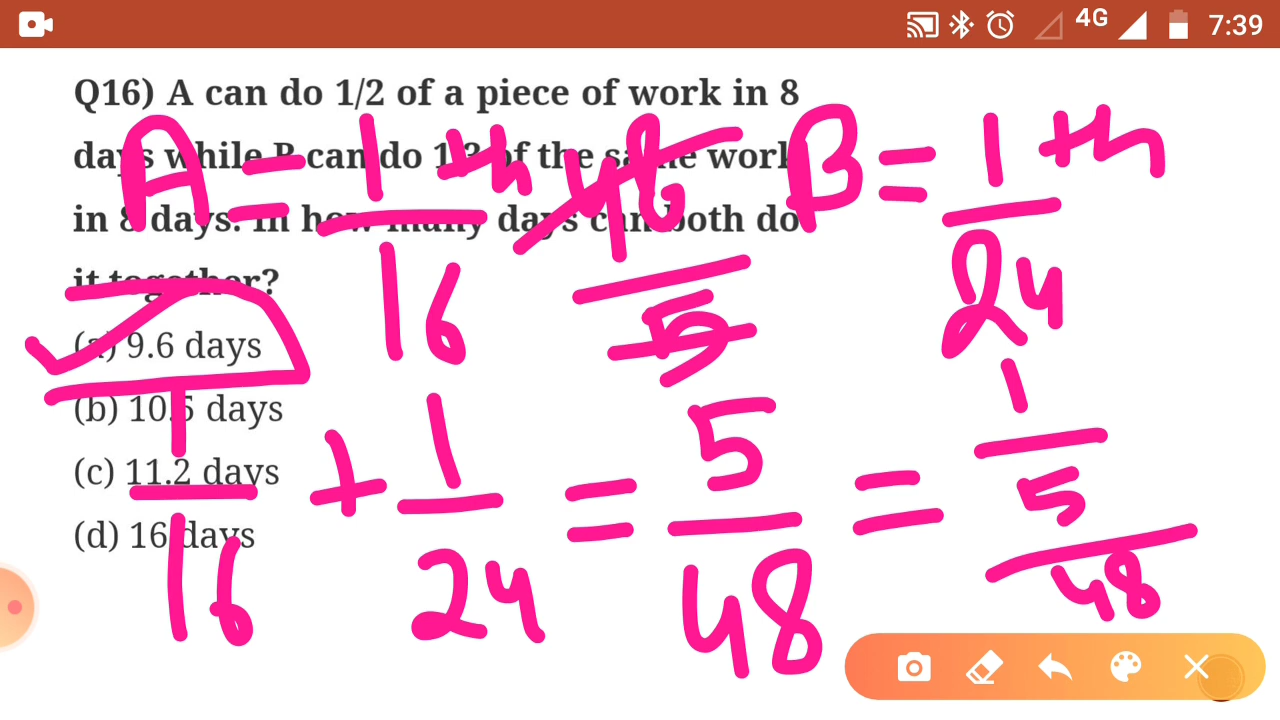 4G 7:39
Q16) A can do 1/2 of a piece of work in 8
days while B can do 1/3 of the same work
in 8 days. In how many days can both do
it together?
(a) 9.6 days
(b) 10.5 days
(c) 11.2 days
(d) 16 days
A = 1/16 th
48/5
B = 1/24 th
1/16 + 1/24 = 5/48 = 1/(5/48)